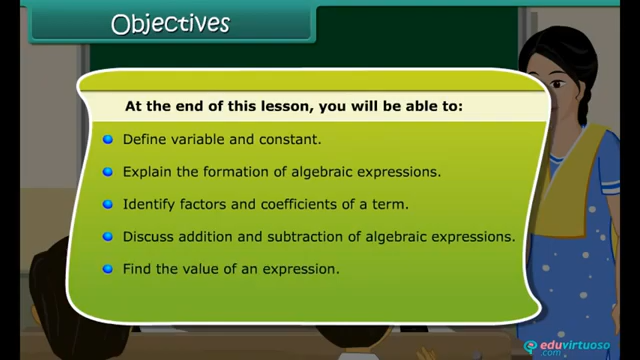 Objectives
At the end of this lesson, you will be able to:
Define variable and constant.
Explain the formation of algebraic expressions.
Identify factors and coefficients of a term.
Discuss addition and subtraction of algebraic expressions.
Find the value of an expression.
eduvirtuoso
.com